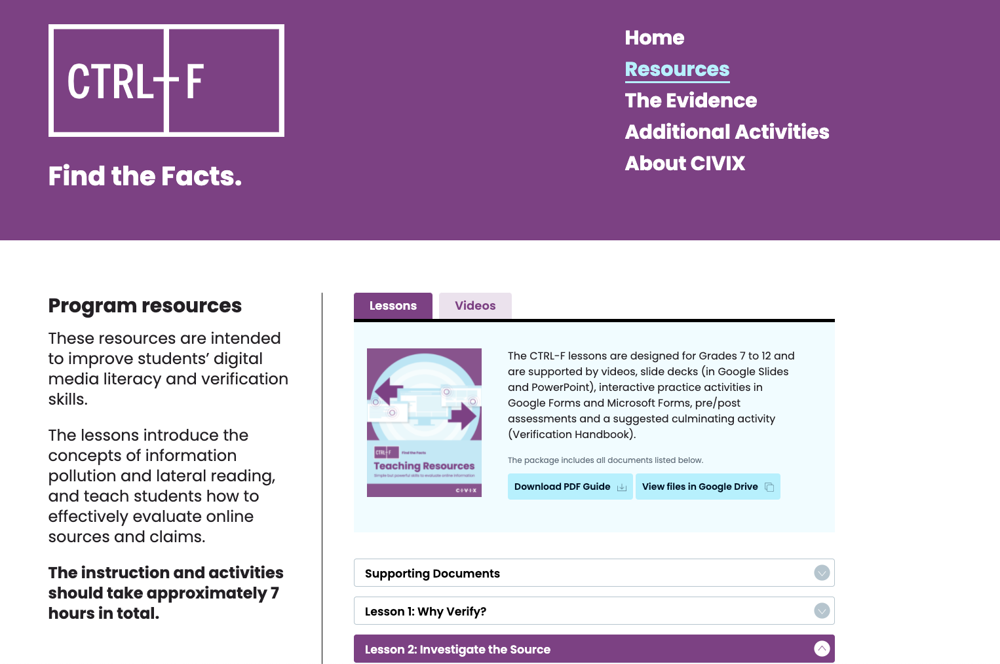 CTRL+F
Find the Facts.
Home
Resources
The Evidence
Additional Activities
About CIVIX
Program resources
These resources are intended
to improve students’ digital
media literacy and verification
skills.
The lessons introduce the
concepts of information
pollution and lateral reading,
and teach students how to
effectively evaluate online
sources and claims.
The instruction and activities
should take approximately 7
hours in total.
Lessons
Videos
CTRL+F Find the Facts
Teaching Resources
Simple but powerful skills to evaluate online information
CIVIX
The CTRL-F lessons are designed for Grades 7 to 12 and
are supported by videos, slide decks (in Google Slides
and PowerPoint), interactive practice activities in
Google Forms and Microsoft Forms, pre/post
assessments and a suggested culminating activity
(Verification Handbook).
The package includes all documents listed below.
Download PDF Guide
View files in Google Drive
Supporting Documents
Lesson 1: Why Verify?
Lesson 2: Investigate the Source